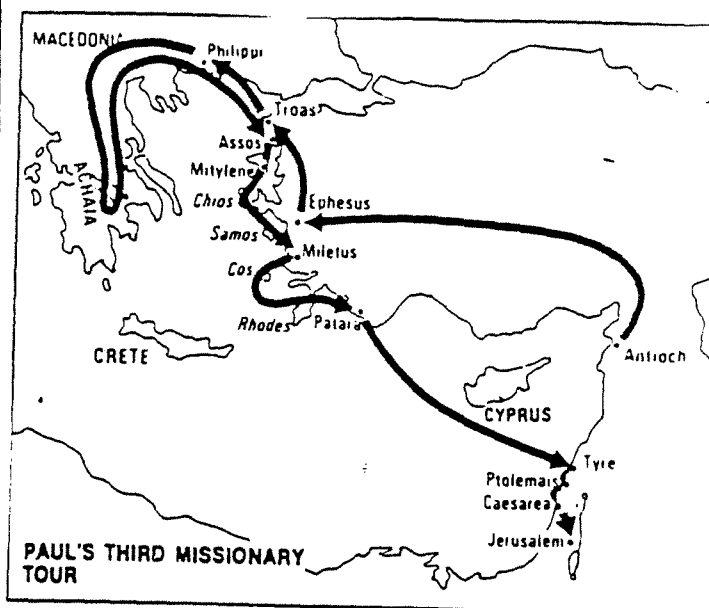 MACEDONIA
Philippi
Troas
Assos
Mitylene
ACHAIA
Chios
Ephesus
Samos
Miletus
Cos
Rhodes
Patara
CRETE
Antioch
CYPRUS
Tyre
Ptolemais
Caesarea
Jerusalem
PAUL'S THIRD MISSIONARY
TOUR